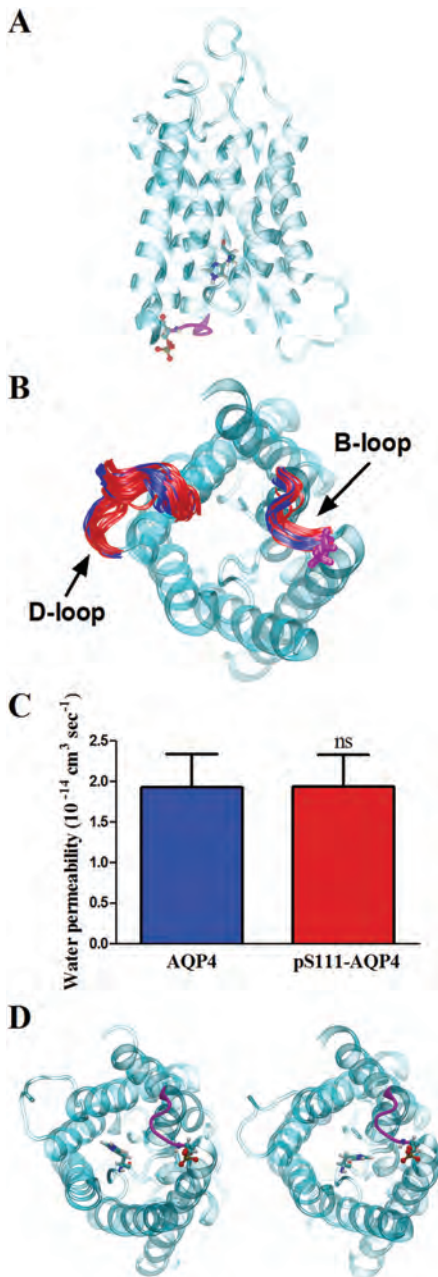 A
B
B-loop
D-loop
C
Water permeability (10⁻¹⁴ cm³ sec⁻¹)
ns
2.5
2.0
1.5
1.0
0.5
0.0
AQP4 pS111-AQP4
D